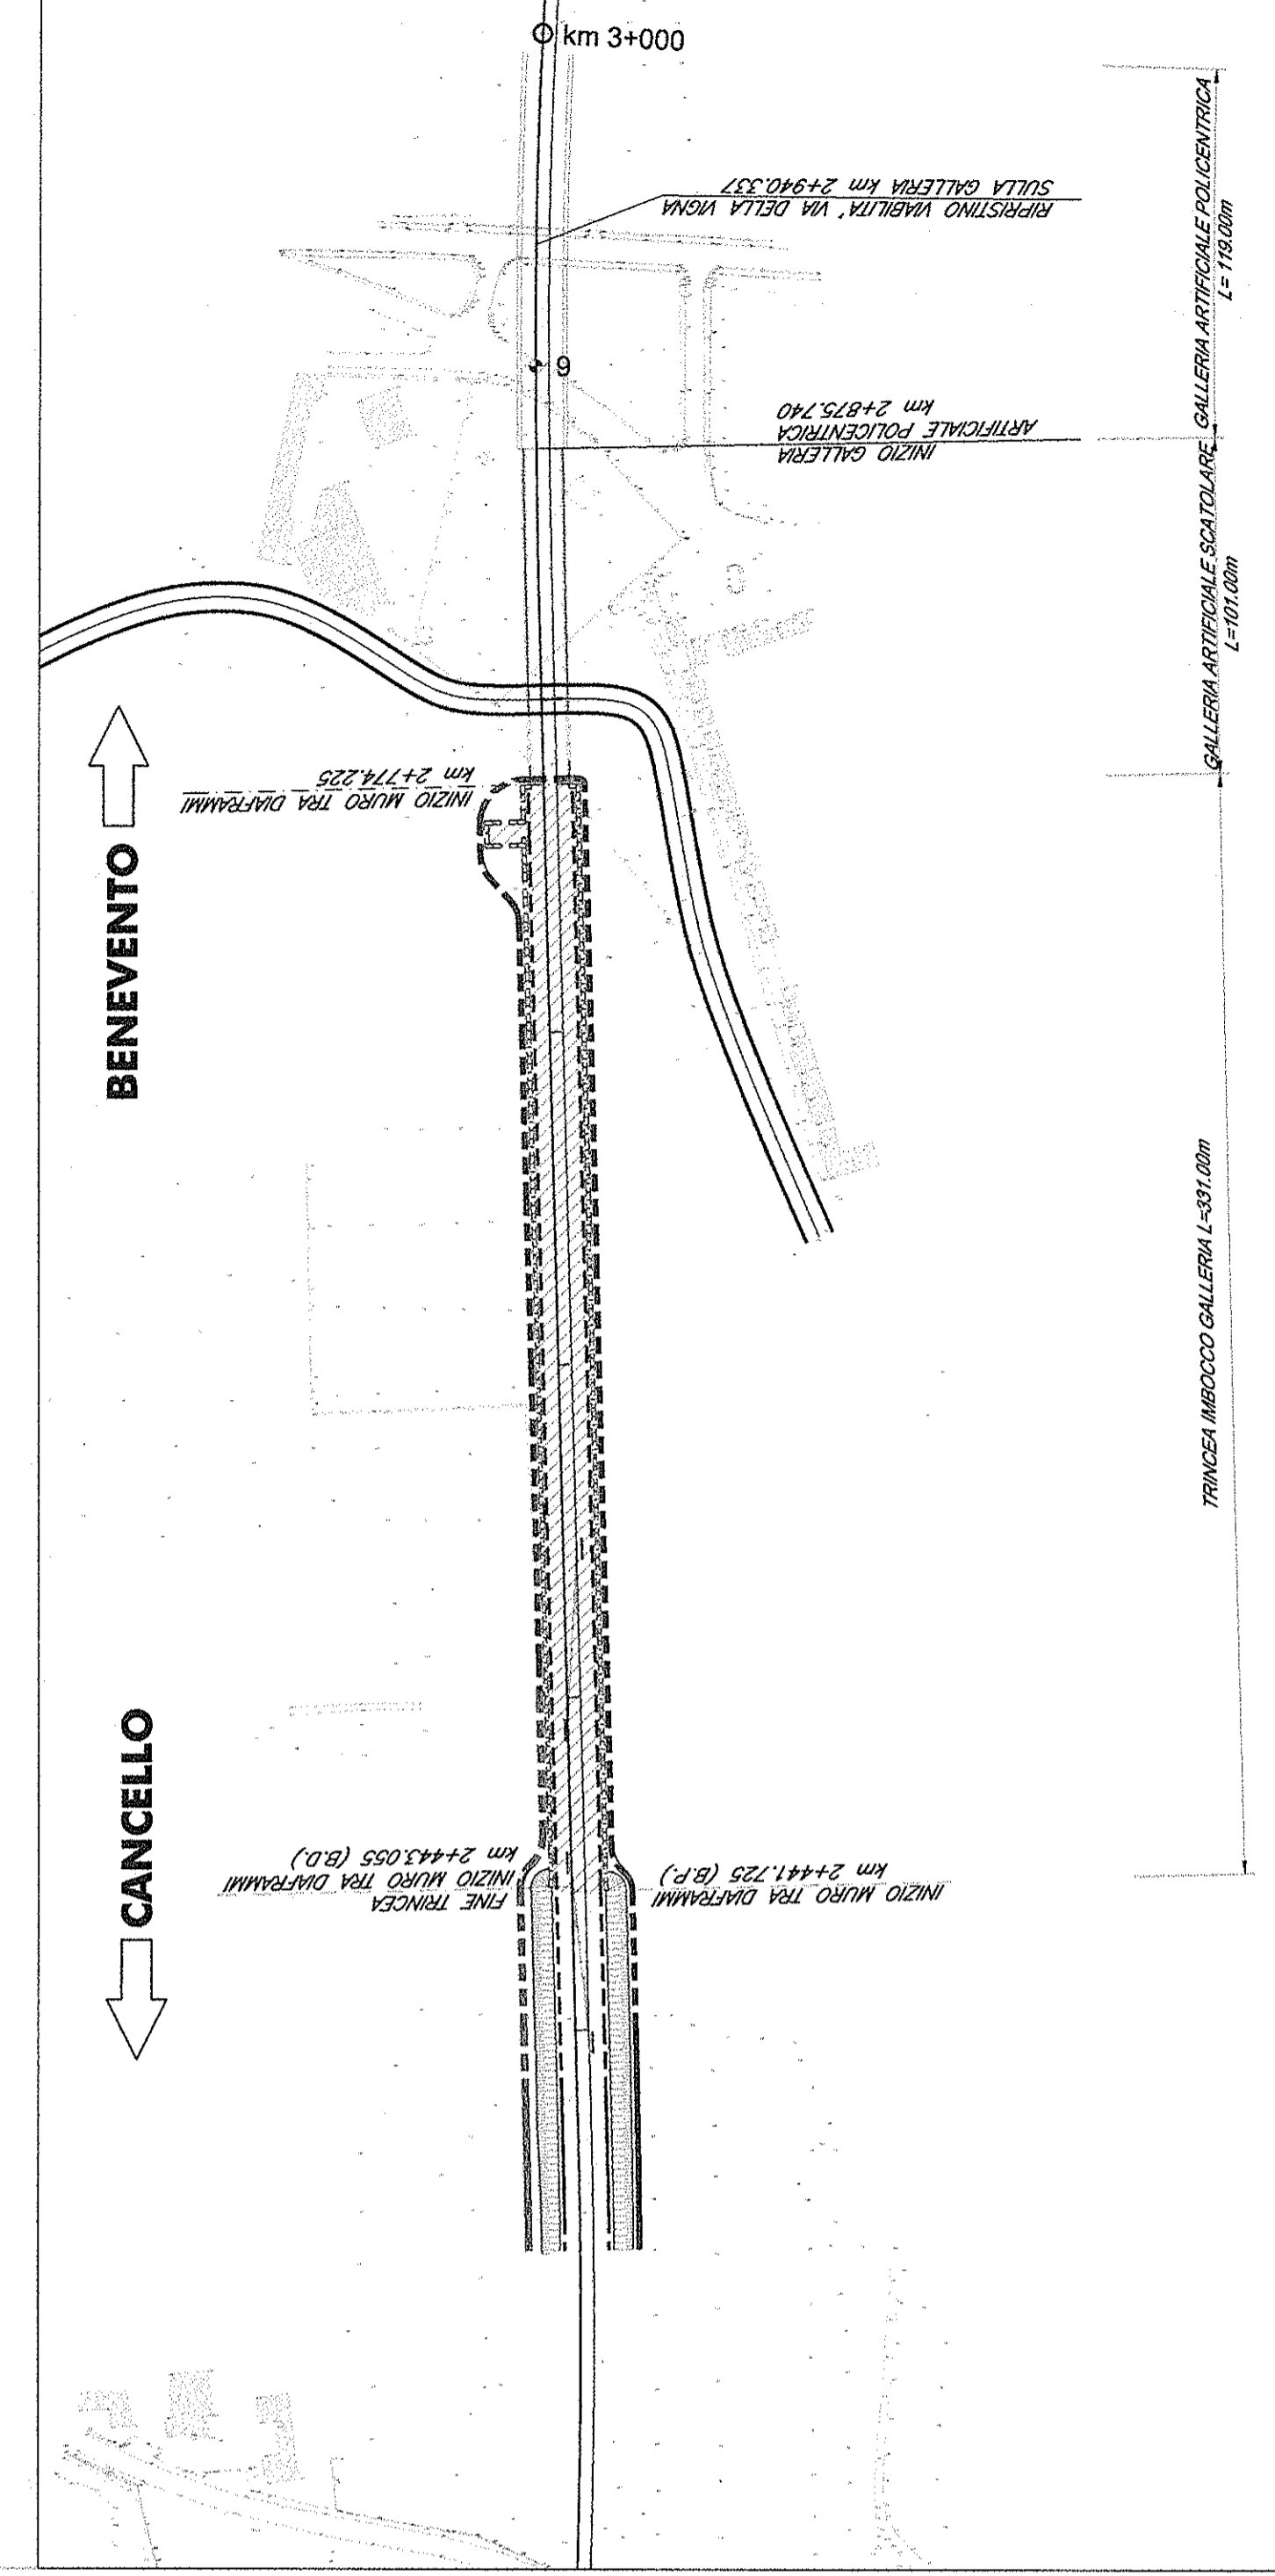 km 3+000
RIPRISTINO VIABILITA' VIA DELLA VIGNA
SULLA GALLERIA km 2+940.337
GALLERIA ARTIFICIALE POLICENTRICA
L= 119.00m
9
INIZIO GALLERIA
ARTIFICIALE POLICENTRICA
km 2+875.740
GALLERIA ARTIFICIALE SCATOLARE
L=101.00m
INIZIO MURO TRA DIAFRAMMI
km 2+774.225
BENEVENTO
TRINCEA IMBOCCO GALLERIA L=331.00m
CANCELLO
FINE TRINCEA
INIZIO MURO TRA DIAFRAMMI
km 2+443.055 (B.D.)
INIZIO MURO TRA DIAFRAMMI
km 2+441.725 (B.P.)